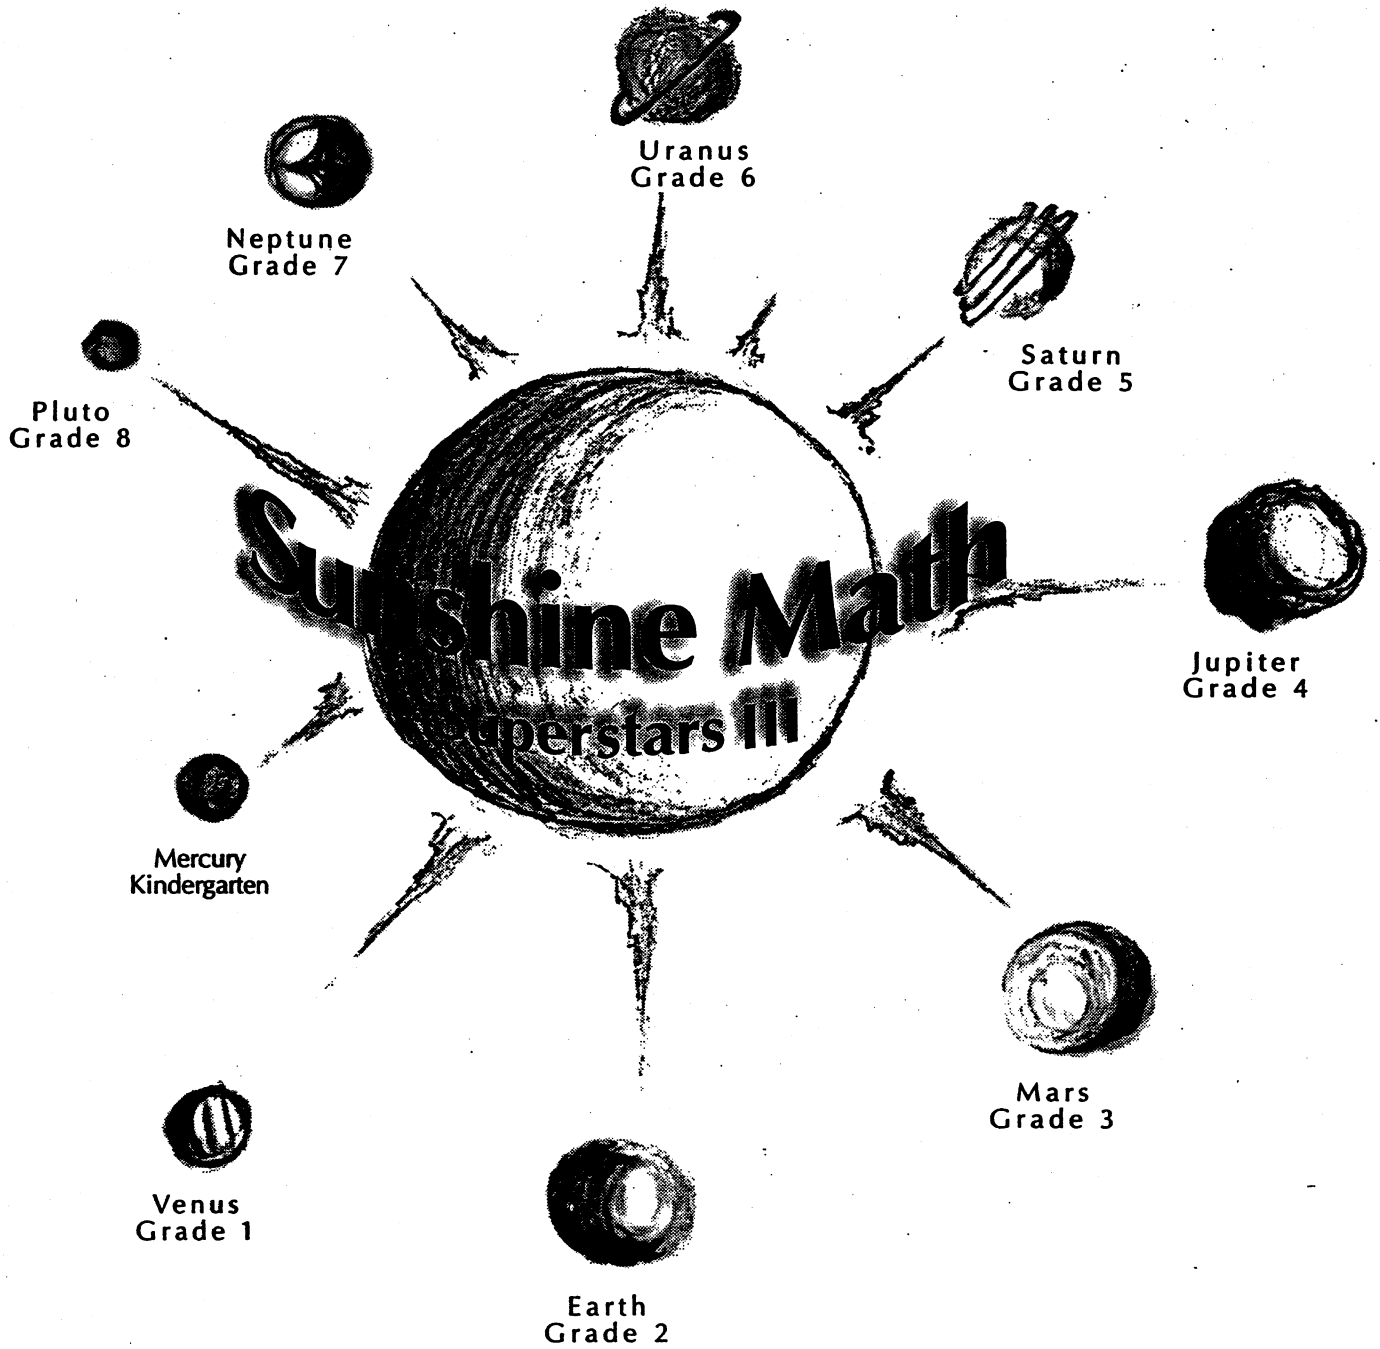 Uranus
Grade 6
Neptune
Grade 7
Saturn
Grade 5
Pluto
Grade 8
Sunshine Math
Superstars III
Jupiter
Grade 4
Mercury
Kindergarten
Mars
Grade 3
Venus
Grade 1
Earth
Grade 2